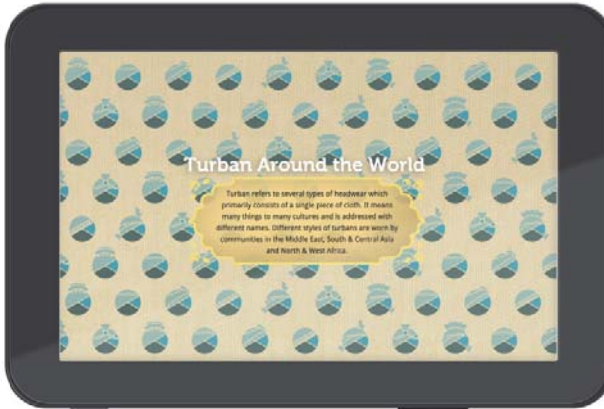 Turban Around the World
Turban refers to several types of headwear which
primarily consists of a single piece of cloth. It means
many things to many cultures and is addressed with
different names. Different styles of turbans are worn by
communities in the Middle East, South & Central Asia
and North & West Africa.